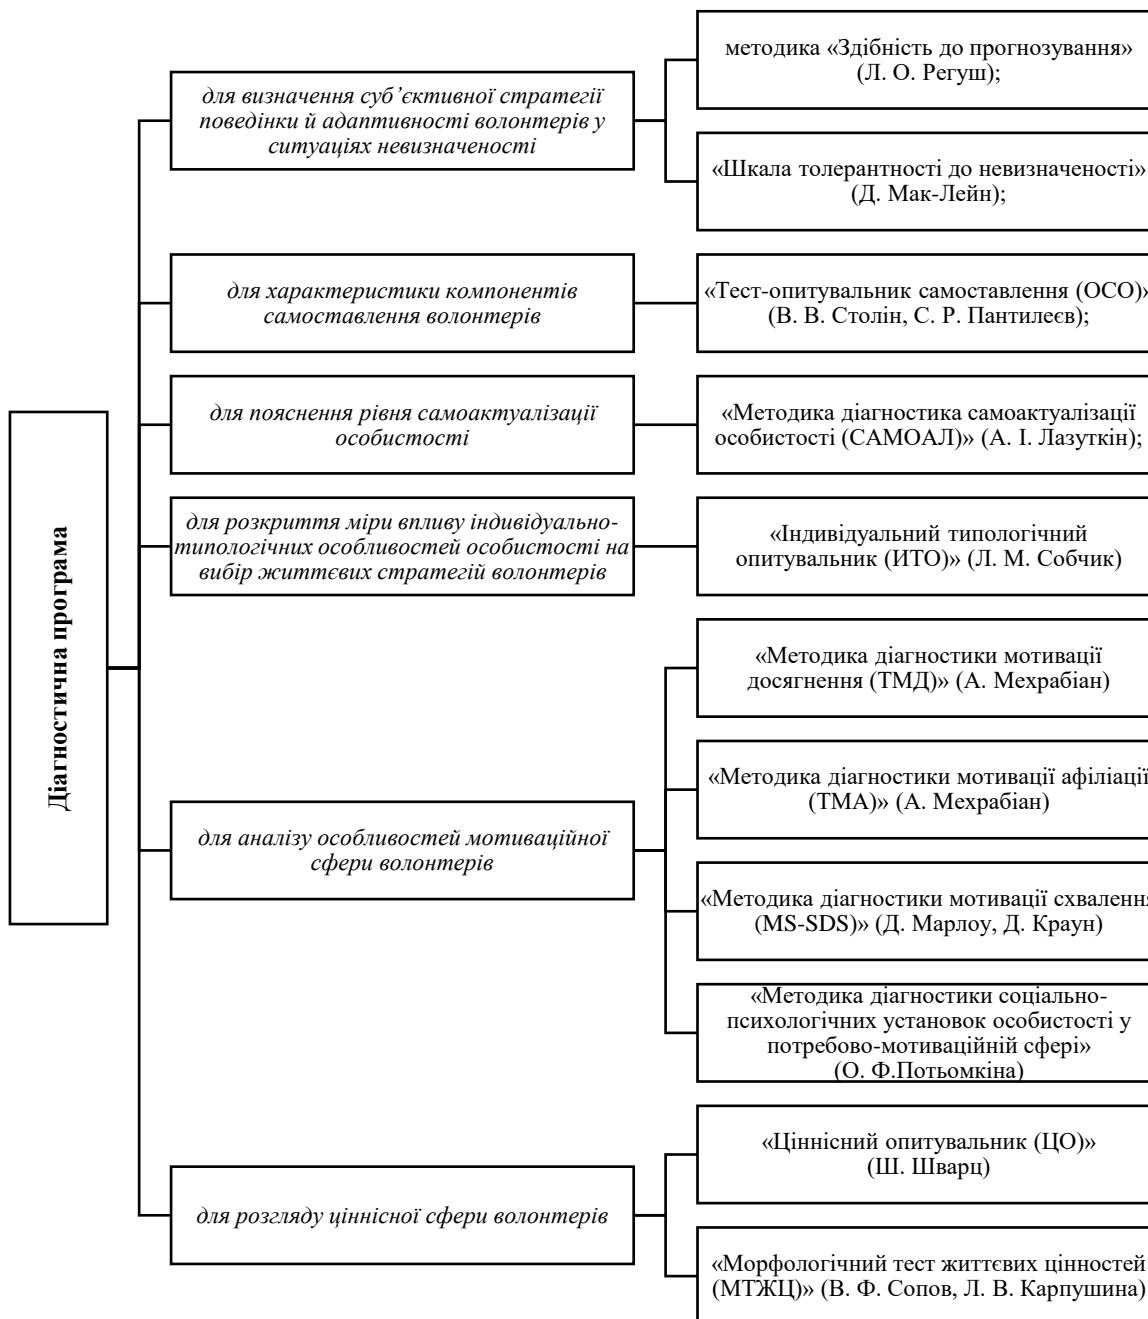 Діагностична програма
для визначення суб’єктивної стратегії
поведінки й адаптивності волонтерів у
ситуаціях невизначеності
методика «Здібність до прогнозування»
(Л. О. Регуш);
«Шкала толерантності до невизначеності»
(Д. Мак-Лейн);
для характеристики компонентів
самоставлення волонтерів
«Тест-опитувальник самоставлення (ОСО)»
(В. В. Столін, С. Р. Пантилеєв);
для пояснення рівня самоактуалізації
особистості
«Методика діагностика самоактуалізації
особистості (САМОАЛ)» (А. І. Лазуткін);
для розкриття міри впливу індивідуально-
типологічних особливостей особистості на
вибір життєвих стратегій волонтерів
«Індивідуальний типологічний
опитувальник (ИТО)» (Л. М. Собчик)
для аналізу особливостей мотиваційної
сфери волонтерів
«Методика діагностики мотивації
досягнення (ТМД)» (А. Мехрабіан)
«Методика діагностики мотивації афіліації
(ТМА)» (А. Мехрабіан)
«Методика діагностики мотивації схвалення
(MS-SDS)» (Д. Марлоу, Д. Краун)
«Методика діагностики соціально-
психологічних установок особистості у
потребово-мотиваційній сфері»
(О. Ф.Потьомкіна)
для розгляду ціннісної сфери волонтерів
«Ціннісний опитувальник (ЦО)»
(Ш. Шварц)
«Морфологічний тест життєвих цінностей
(МТЖЦ)» (В. Ф. Сопов, Л. В. Карпушина)